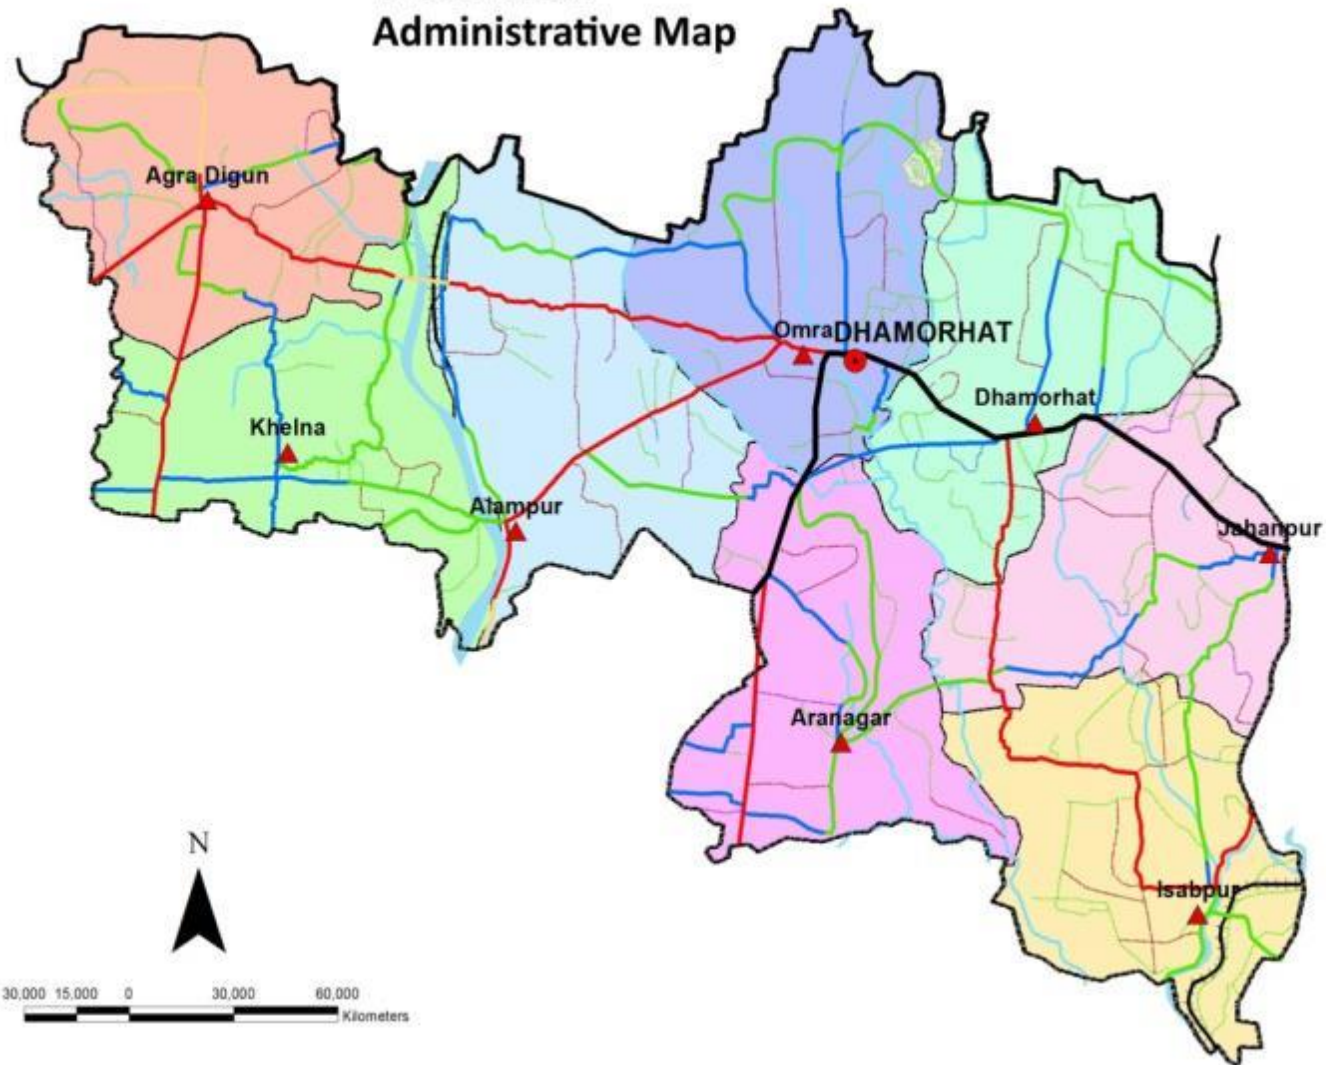 Administrative Map
Agra Digun
Omra
DHAMORHAT
Dhamorhat
Khelna
Alampur
Jahanpur
Aranagar
Isabpur
N
30,000 15,000 0 30,000 60,000
Kilometers